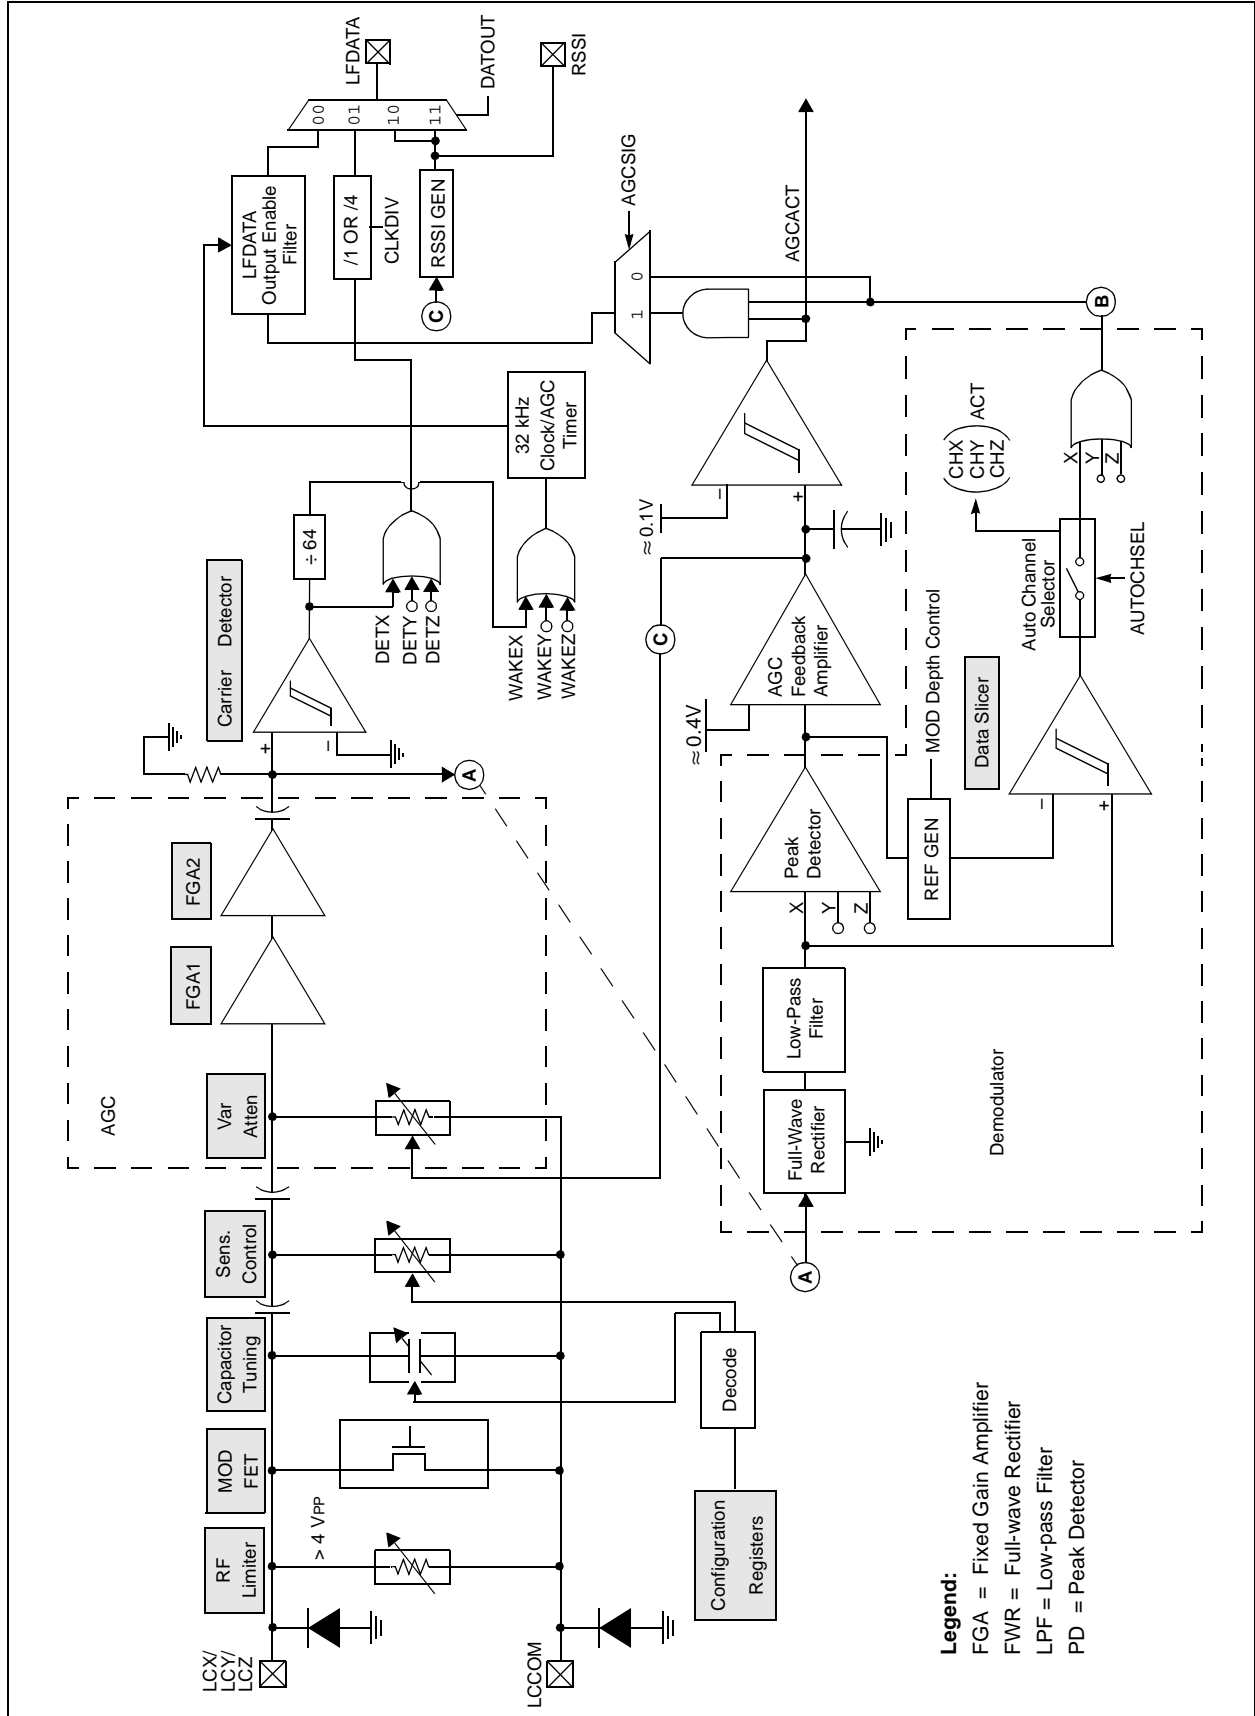 LCX/
LCY/
LCZ
LCCOM
RF
Limiter
> 4 VPP
MOD
FET
Capacitor
Tuning
Sens.
Control
AGC
Var
Atten
FGA1
FGA2
Carrier Detector
+
–
A
÷ 64
DETX
DETY
DETZ
WAKEX
WAKEY
WAKEZ
32 kHz
Clock/AGC
Timer
LFDATA
Output Enable
Filter
/1 OR /4
CLKDIV
C
RSSI GEN
00
01
10
11
LFDATA
DATOUT
RSSI
AGCSIG
1 0
AGCACT
Configuration
Registers
Decode
A
Full-Wave
Rectifier
Low-Pass
Filter
X
Y
Z
Peak
Detector
≈ 0.4V
AGC
Feedback
Amplifier
C
≈ 0.1V
–
+
REF GEN
MOD Depth Control
Data Slicer
–
+
Auto Channel
Selector
AUTOCHSEL
CHX
CHY
CHZ
ACT
X
Y
Z
B
Demodulator
Legend:
FGA = Fixed Gain Amplifier
FWR = Full-wave Rectifier
LPF = Low-pass Filter
PD = Peak Detector